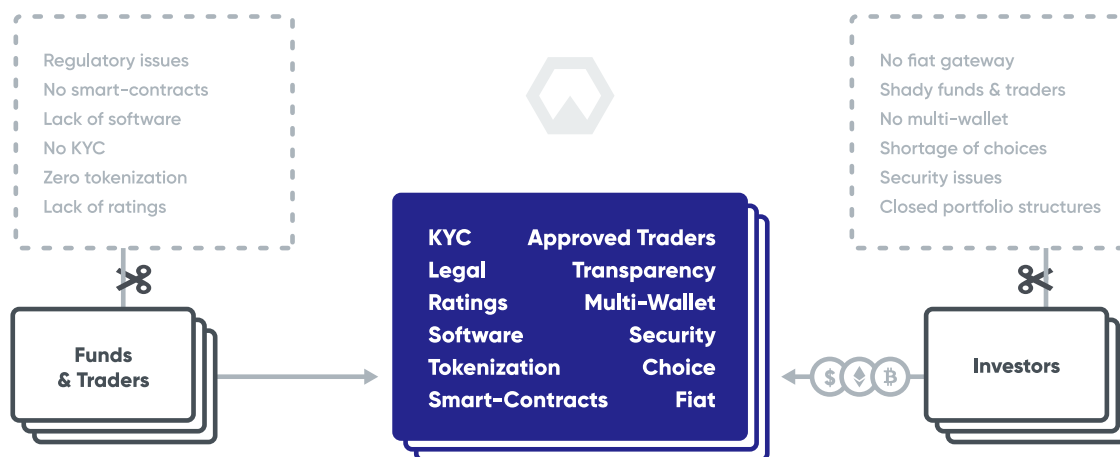 Regulatory issues
No smart-contracts
Lack of software
No KYC
Zero tokenization
Lack of ratings
Funds
& Traders
KYC Approved Traders
Legal Transparency
Ratings Multi-Wallet
Software Security
Tokenization Choice
Smart-Contracts Fiat
No fiat gateway
Shady funds & traders
No multi-wallet
Shortage of choices
Security issues
Closed portfolio structures
$
Investors